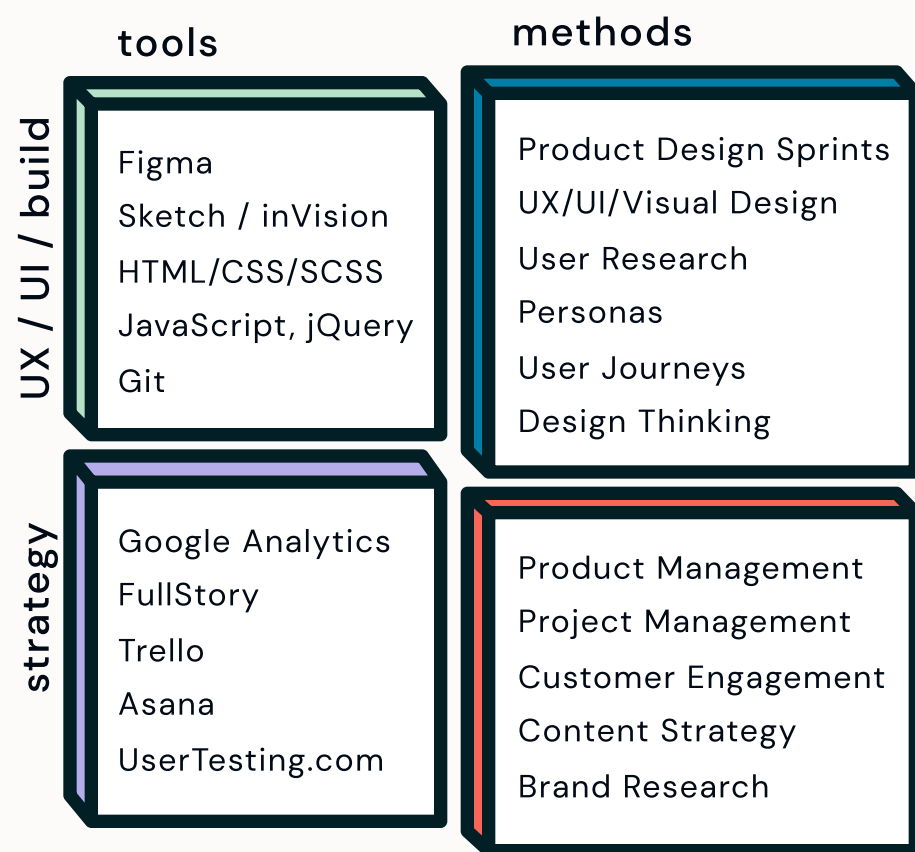 tools
methods
UX / UI / build
Figma
Sketch / inVision
HTML/CSS/SCSS
JavaScript, jQuery
Git
Product Design Sprints
UX/UI/Visual Design
User Research
Personas
User Journeys
Design Thinking
strategy
Google Analytics
FullStory
Trello
Asana
UserTesting.com
Product Management
Project Management
Customer Engagement
Content Strategy
Brand Research